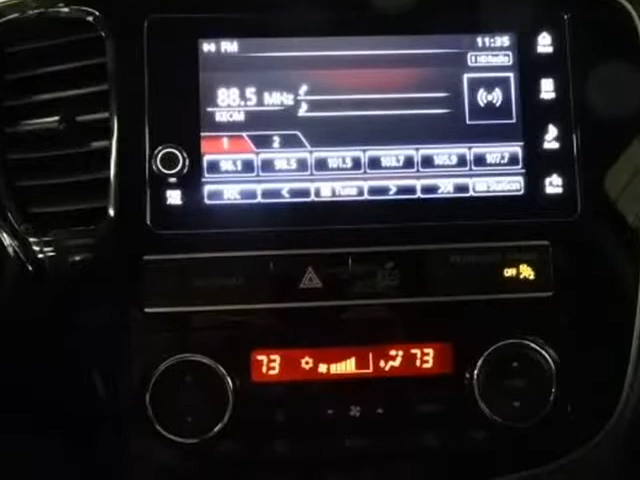 FM 11:35
1 HD Radio
88.5 MHz
KEOM
1 2
98.1 98.5 101.5 103.7 105.9 107.7
Tune Station
OFF
73 73